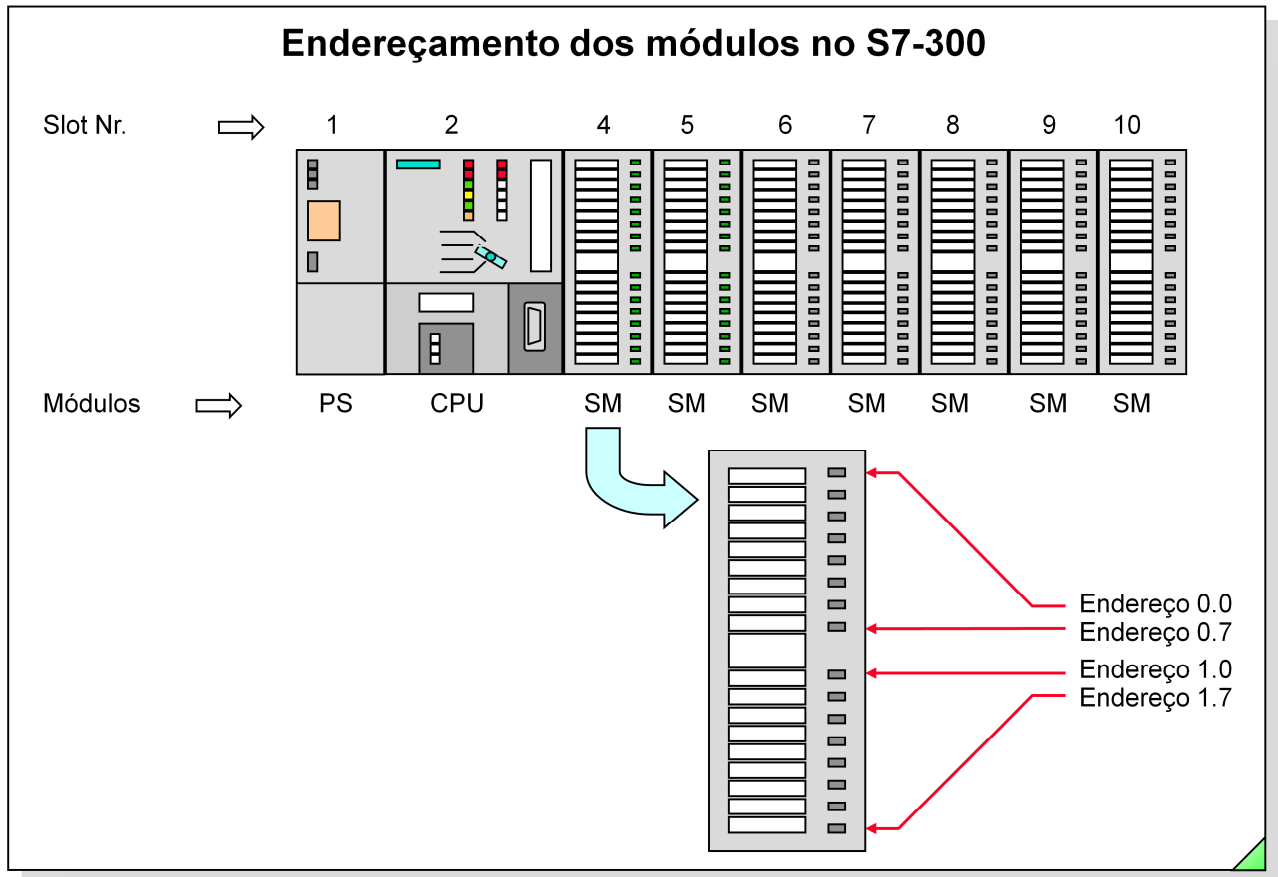 Endereçamento dos módulos no S7-300
Slot Nr. 1 2 4 5 6 7 8 9 10
Módulos PS CPU SM SM SM SM SM SM SM
Endereço 0.0
Endereço 0.7
Endereço 1.0
Endereço 1.7